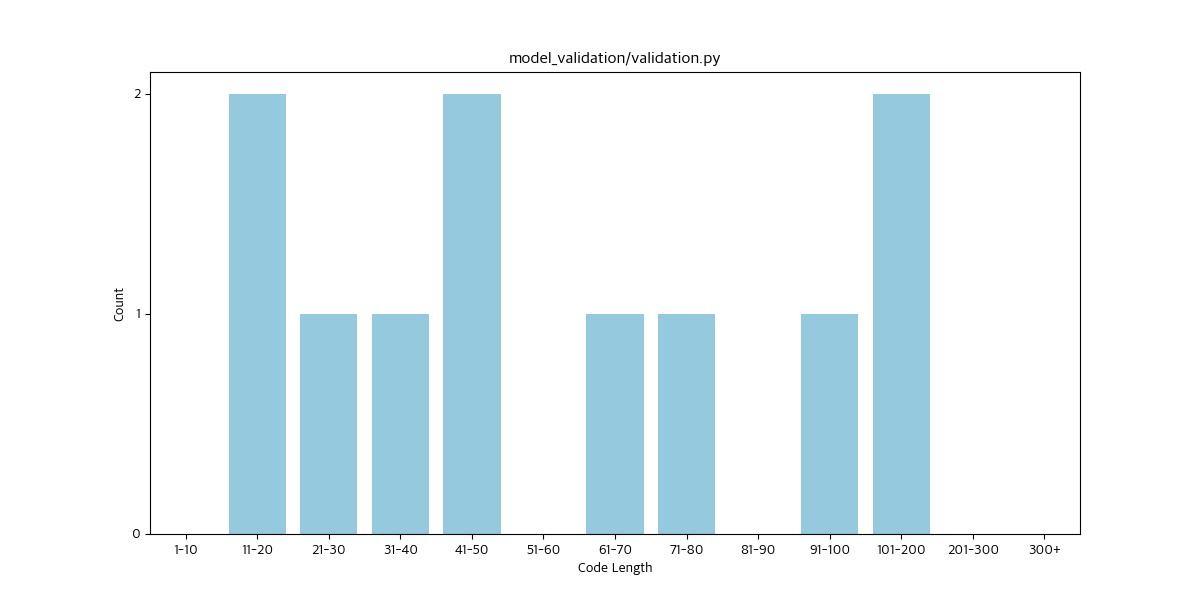 model_validation/validation.py
Count
2
1
0
1-10 11-20 21-30 31-40 41-50 51-60 61-70 71-80 81-90 91-100 101-200 201-300 300+
Code Length